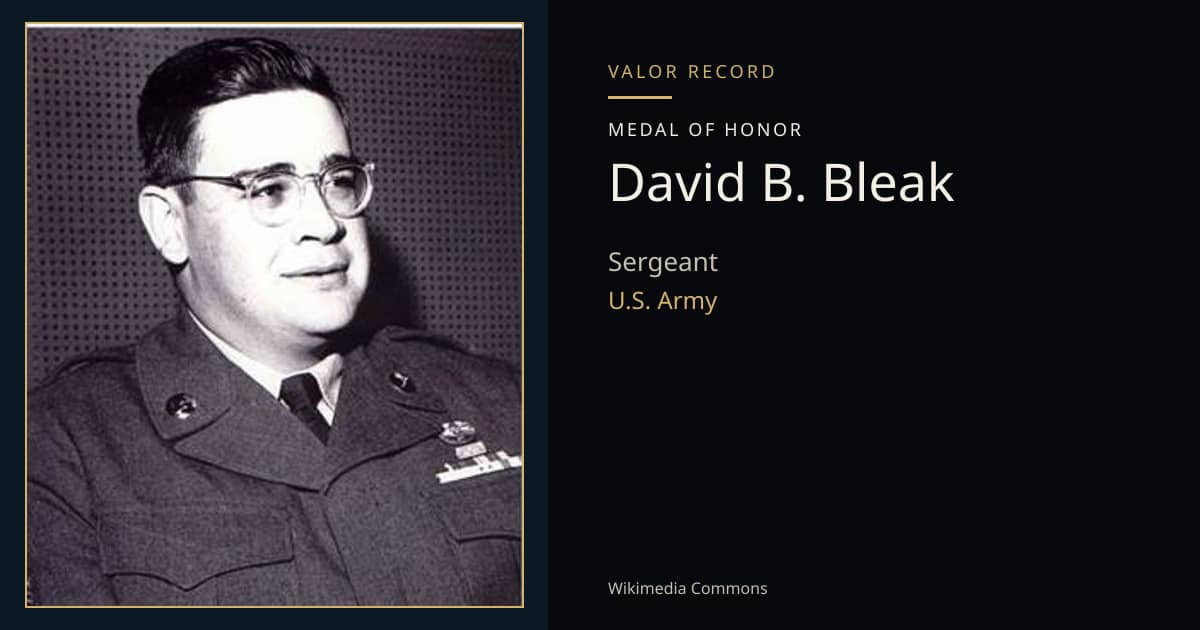 VALOR RECORD
MEDAL OF HONOR
David B. Bleak
Sergeant
U.S. Army
Wikimedia Commons